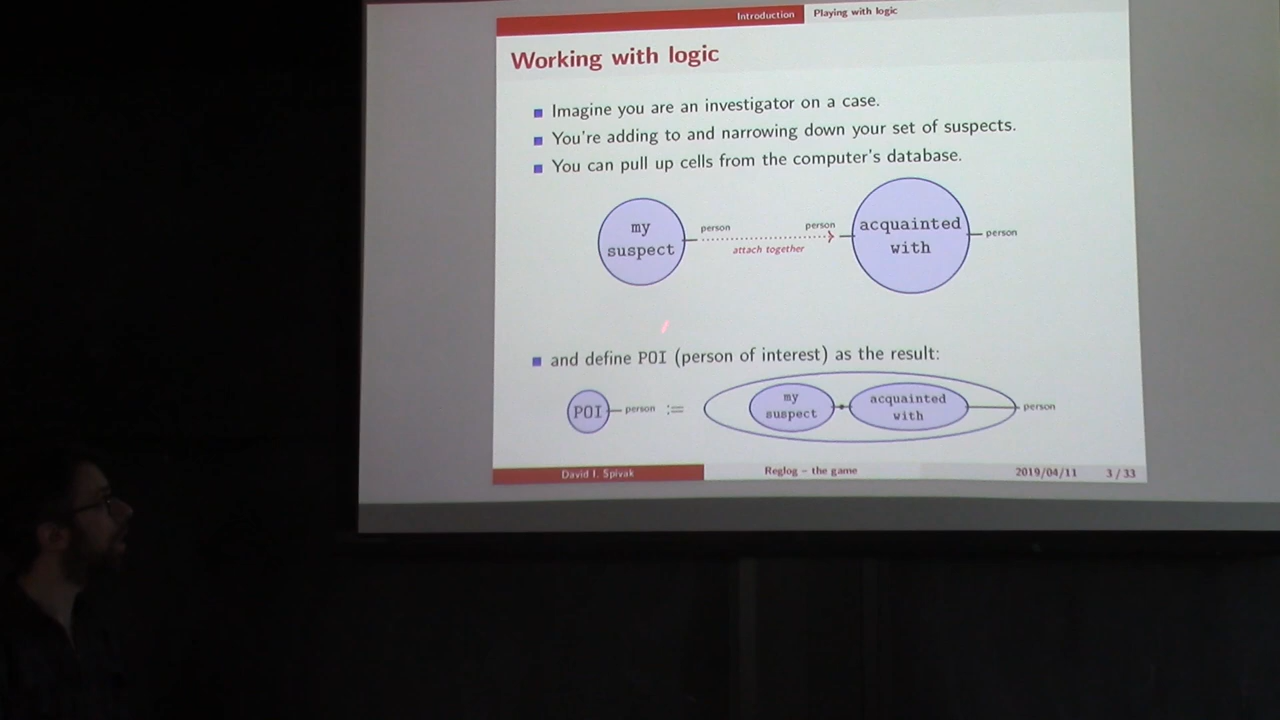 Introduction Playing with logic
Working with logic
Imagine you are an investigator on a case.
You're adding to and narrowing down your set of suspects.
You can pull up cells from the computer's database.
my
suspect
person
attach together
person
acquainted
with
person
and define POI (person of interest) as the result:
POI
person
:=
my
suspect
acquainted
with
person
David I. Spivak Reglog – the game 2019/04/11 3 / 33